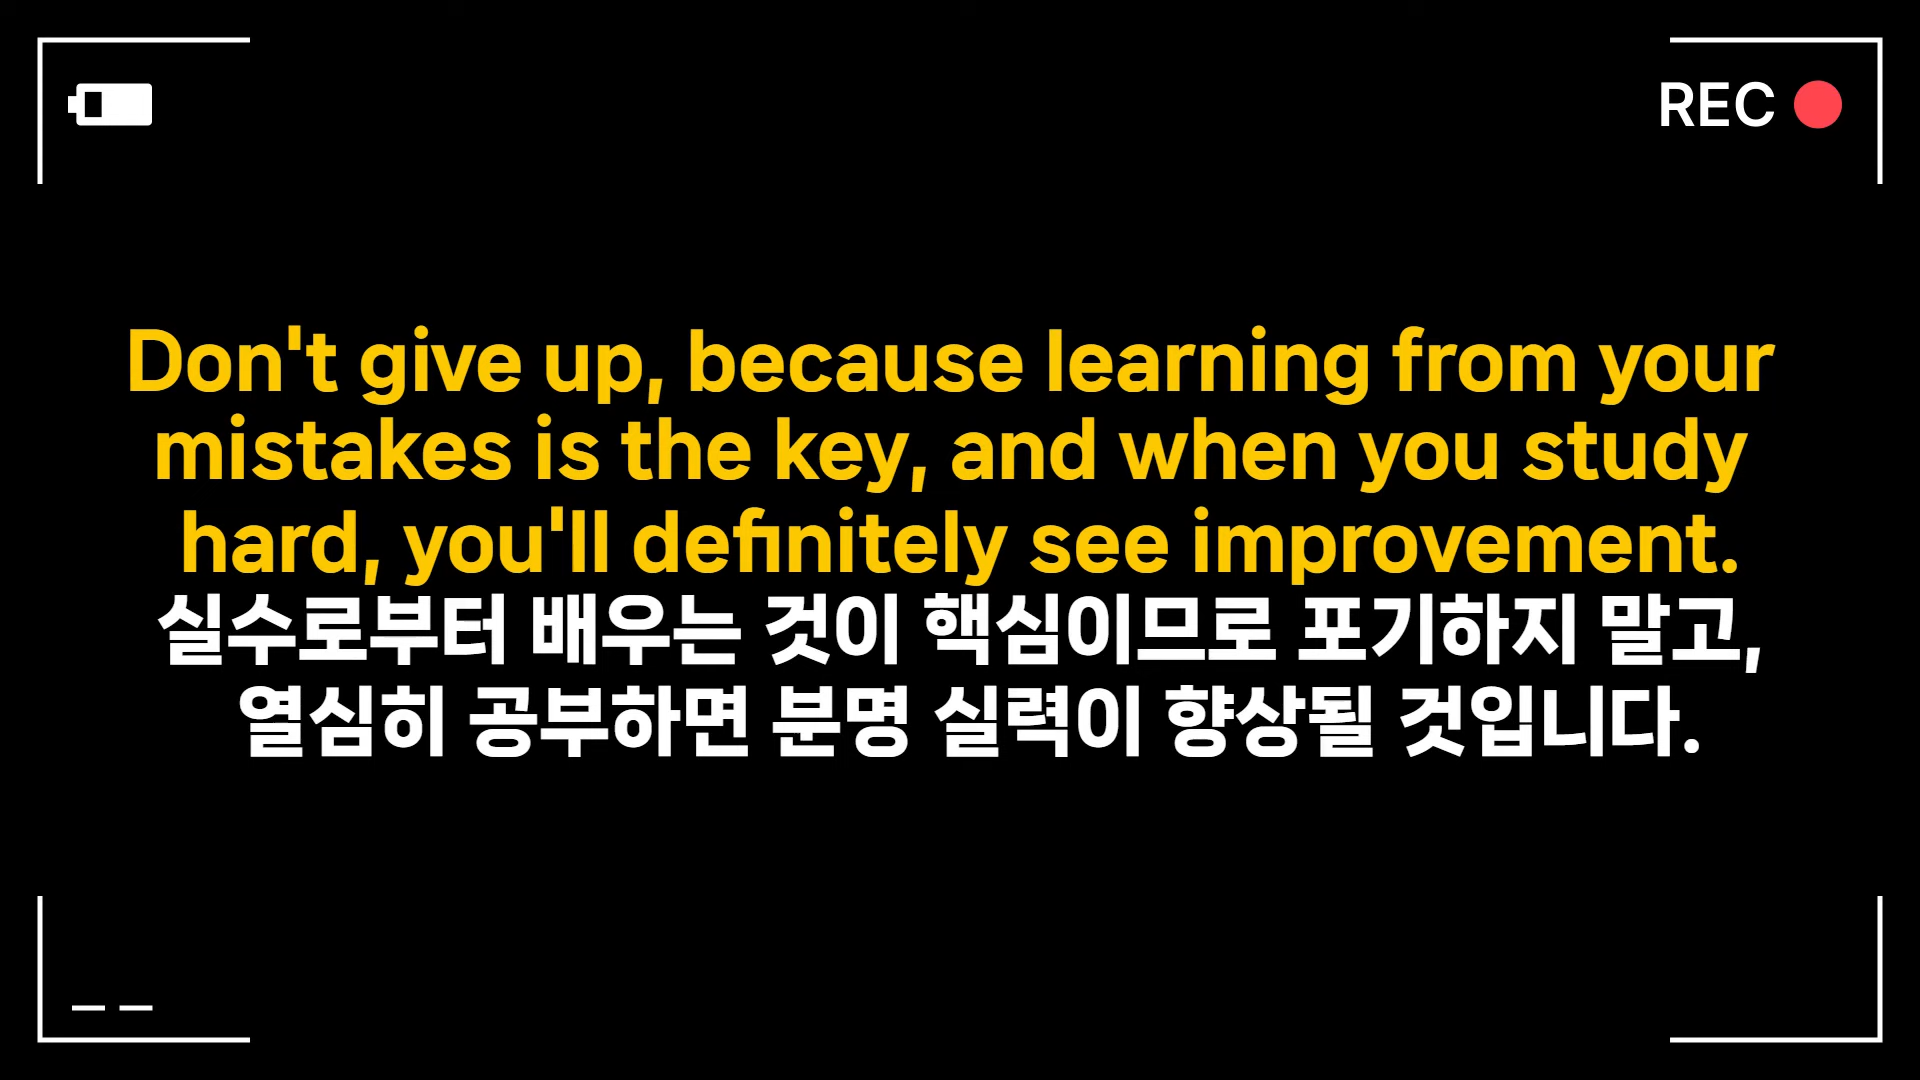 REC
Don't give up, because learning from your
mistakes is the key, and when you study
hard, you'll definitely see improvement.
실수로부터 배우는 것이 핵심이므로 포기하지 말고,
열심히 공부하면 분명 실력이 향상될 것입니다.